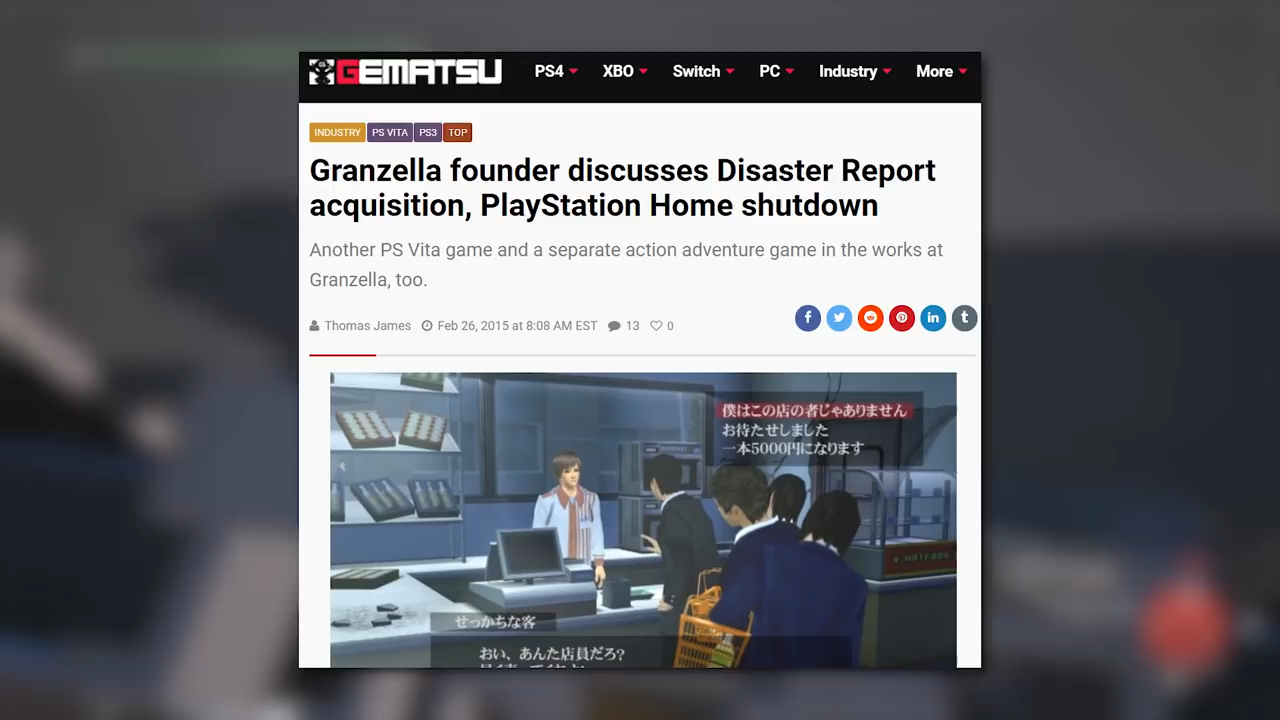 GEMATSU
PS4 XBO Switch PC Industry More
INDUSTRY PS VITA PS3 TOP
Granzella founder discusses Disaster Report
acquisition, PlayStation Home shutdown
Another PS Vita game and a separate action adventure game in the works at
Granzella, too.
Thomas James Feb 26, 2015 at 8:08 AM EST 13 0
僕はこの店の者じゃありません
お待たせしました
一本5000円になります
せっかちな客
おい、あんた店員だろ?